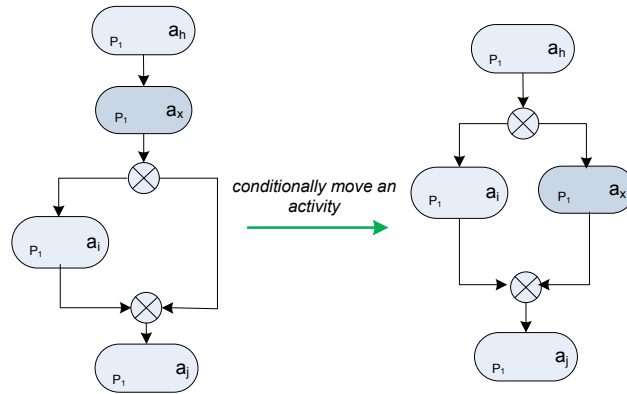 P₁ aₕ
P₁ aₓ
P₁ aᵢ
P₁ aⱼ
conditionally move an
activity
P₁ aₕ
P₁ aᵢ P₁ aₓ
P₁ aⱼ